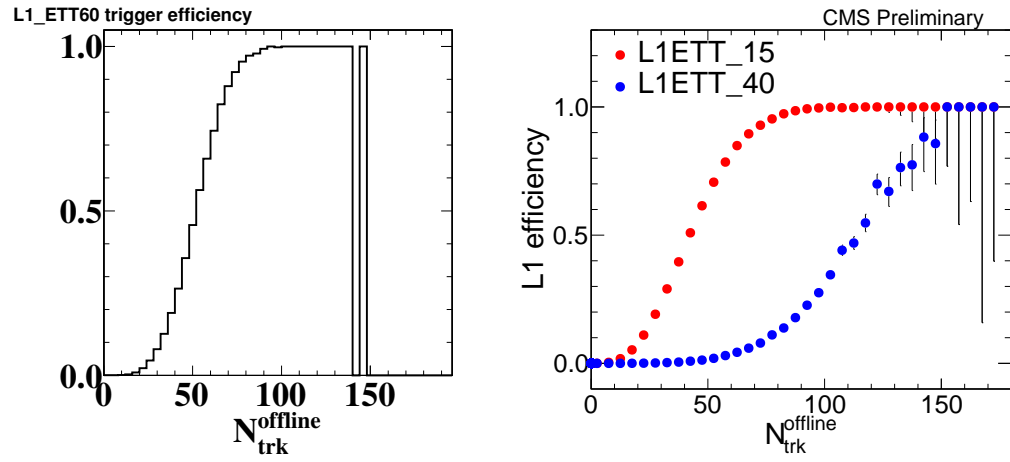 L1_ETT60 trigger efficiency
1.0
0.5
0.0
0 50 100 150
N_trk^offline
CMS Preliminary
L1ETT_15
L1ETT_40
L1 efficiency
1.0
0.5
0.0
0 50 100 150
N_trk^offline